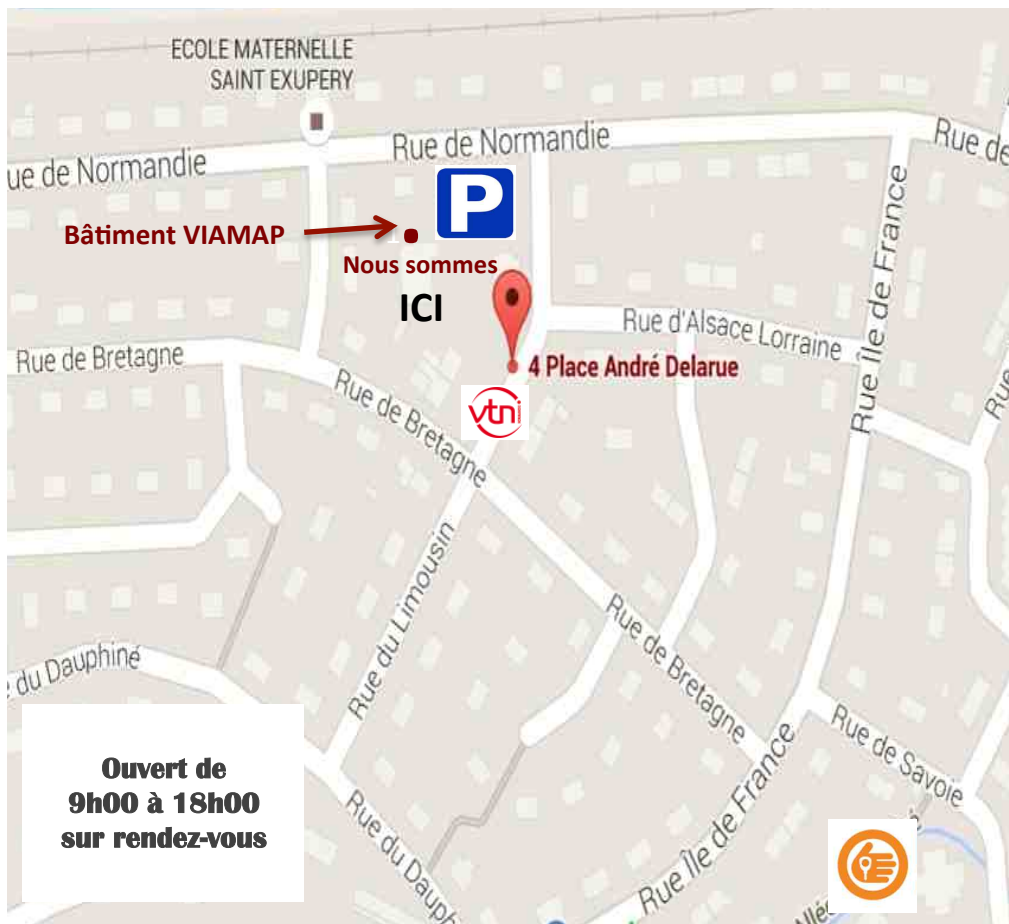 ECOLE MATERNELLE
SAINT EXUPERY
Rue de Normandie
ue de Normandie
Rue de
P
Bâtiment VIAMAP
Nous sommes
ICI
Rue Île de France
Rue d'Alsace Lorraine
Rue de Bretagne
4 Place André Delarue
Rue de Bretagne
vtni
Rue
Rue du Limousin
Rue de Bretagne
du Dauphiné
Rue de Savoie
Ouvert de
9h00 à 18h00
sur rendez-vous
Rue du Dauph
Rue Île de France
Allé